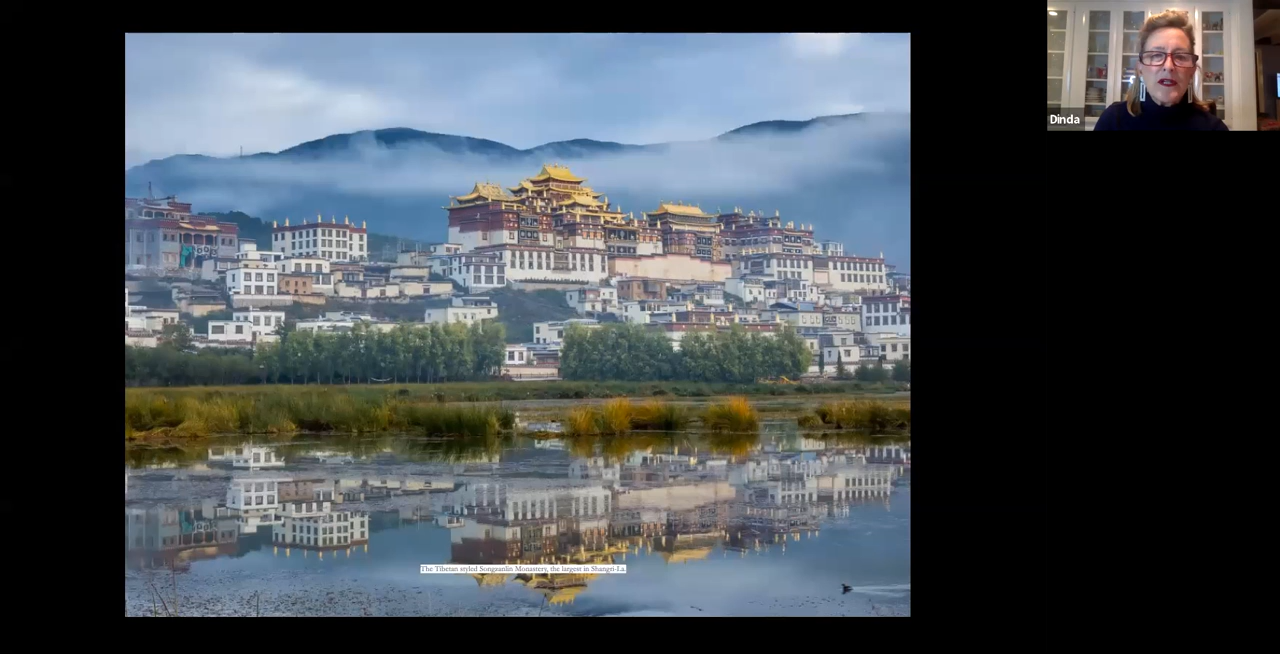 Dinda
The Tibetan styled Songzanlin Monastery, the largest in Shangri-La.